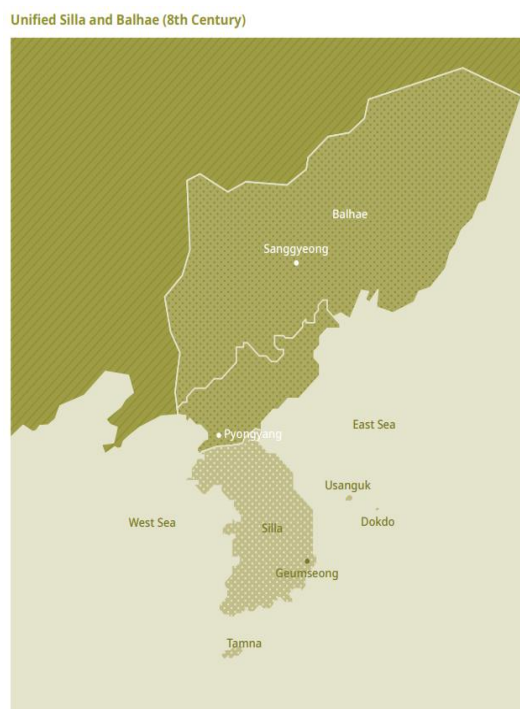 Unified Silla and Balhae (8th Century)
Balhae
Sanggyeong
East Sea
Pyongyang
Usanguk
West Sea
Silla
Dokdo
Geumseong
Tamna